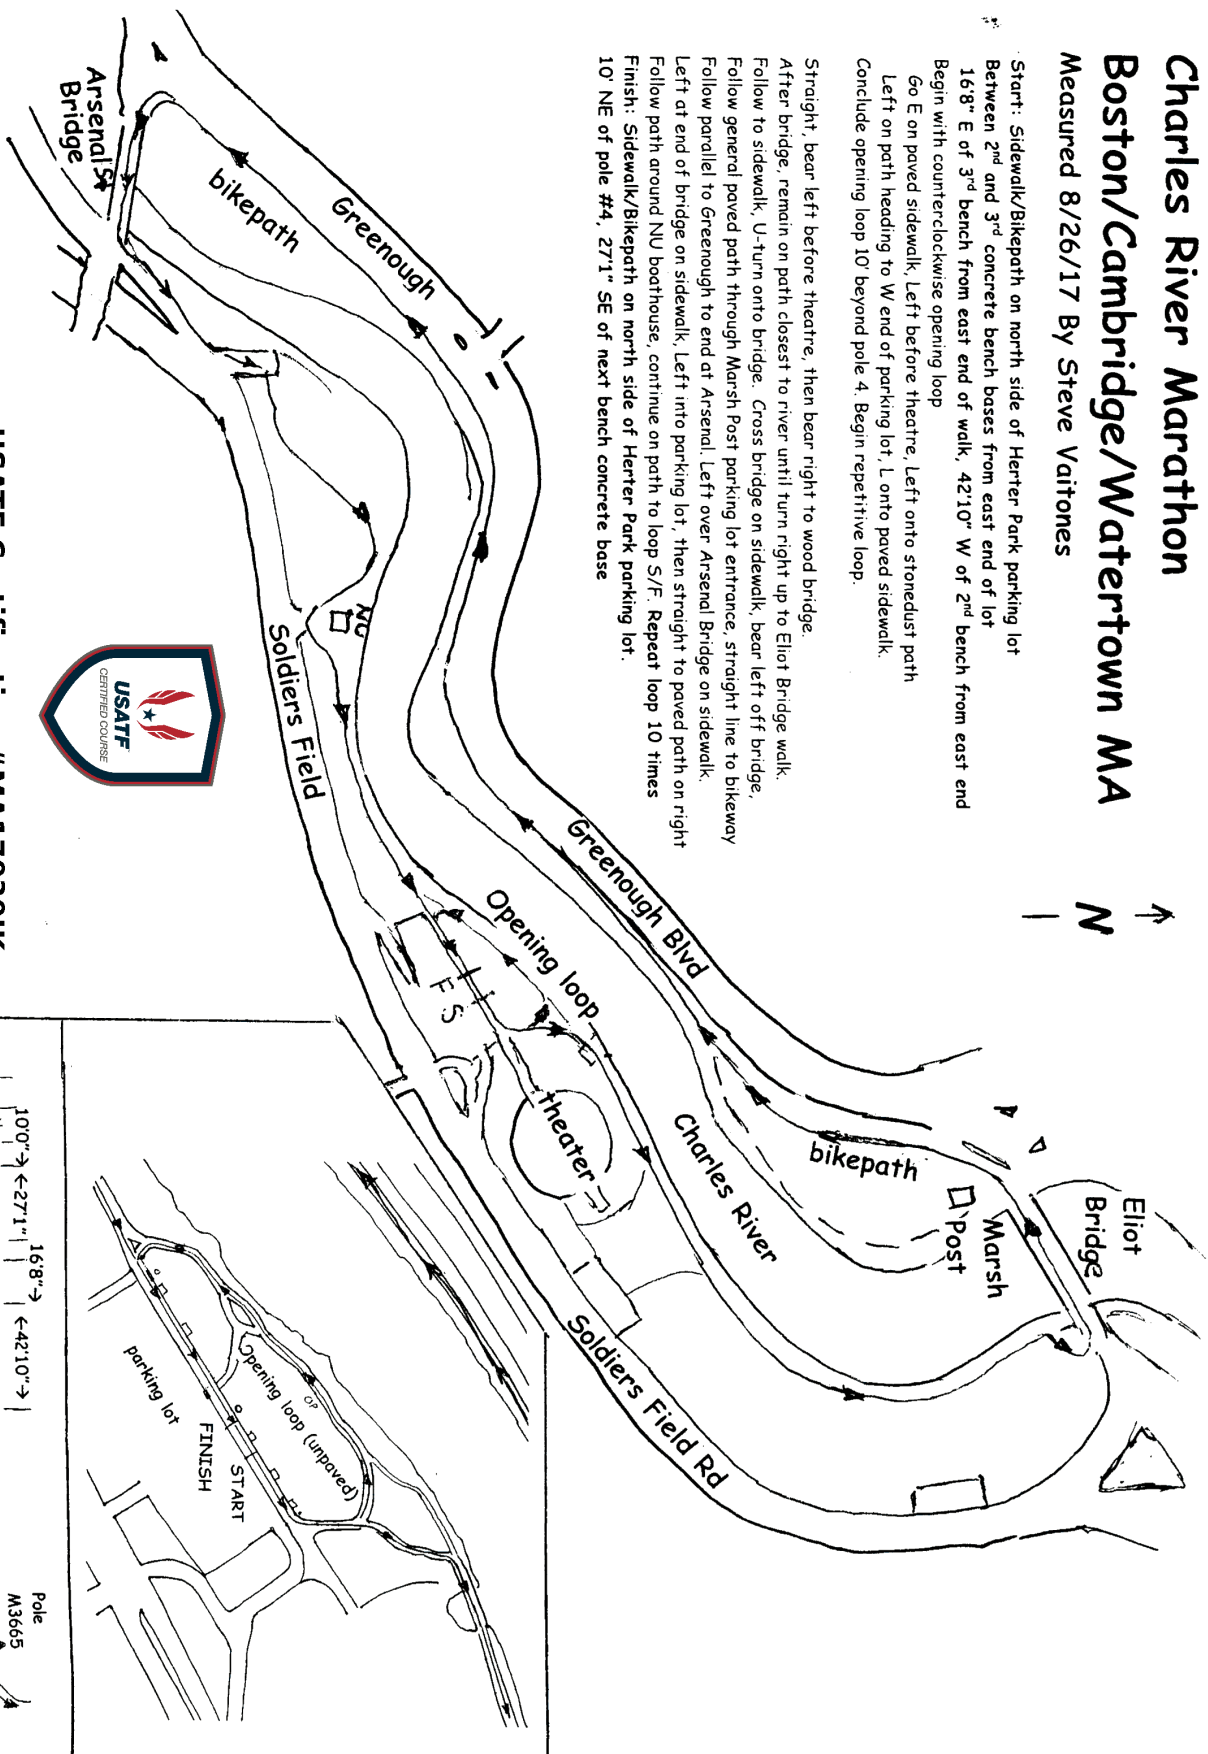 Charles River Marathon
Boston/Cambridge/Watertown MA
Measured 8/26/17 By Steve Vaitones
N
Start: Sidewalk/Bikepath on north side of Herter Park parking lot
Between 2nd and 3rd concrete bench bases from east end of lot
16'8" E of 3rd bench from east end of walk, 42'10" W of 2nd bench from east end
Begin with counterclockwise opening loop
Go E on paved sidewalk, Left before theatre, Left onto stonedust path
Left on path heading to W end of parking lot, L onto paved sidewalk.
Conclude opening loop 10' beyond pole 4. Begin repetitive loop.
Straight, bear left before theatre, then bear right to wood bridge.
After bridge, remain on path closest to river until turn right up to Eliot Bridge walk.
Follow to sidewalk, U-turn onto bridge. Cross bridge on sidewalk, bear left off bridge,
Follow general paved path through Marsh Post parking lot entrance, straight line to bikeway
Follow parallel to Greenough to end at Arsenal. Left over Arsenal Bridge on sidewalk.
Left at end of bridge on sidewalk, Left into parking lot, then straight to paved path on right
Follow path around NU boathouse, continue on path to loop S/F. Repeat loop 10 times
Finish: Sidewalk/Bikepath on north side of Herter Park parking lot.
10' NE of pole #4, 27'1" SE of next bench concrete base
Eliot
Bridge
Marsh
Post
bikepath
Greenough
bikepath
Arsenal St
Bridge
Greenough Blvd
Charles River
Opening loop
theater
F S
NU
Soldiers Field
Soldiers Field Rd
USATF
CERTIFIED COURSE
Opening loop (unpaved)
OP
START
FINISH
parking lot
10'0"
27'1"
16'8"
42'10"
Pole
M3665